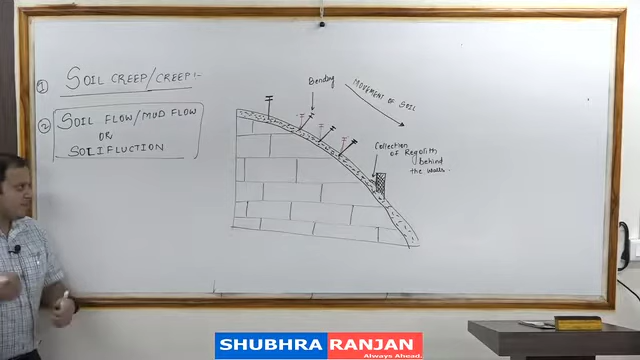 ① SOIL CREEP/CREEP:-
② SOIL FLOW/MUD FLOW
OR
SOLIFLUCTION
Bending
MOVEMENT OF SOIL
Collection
of Regolith
behind
the walls.
SHUBHRA RANJAN
Always Ahead.